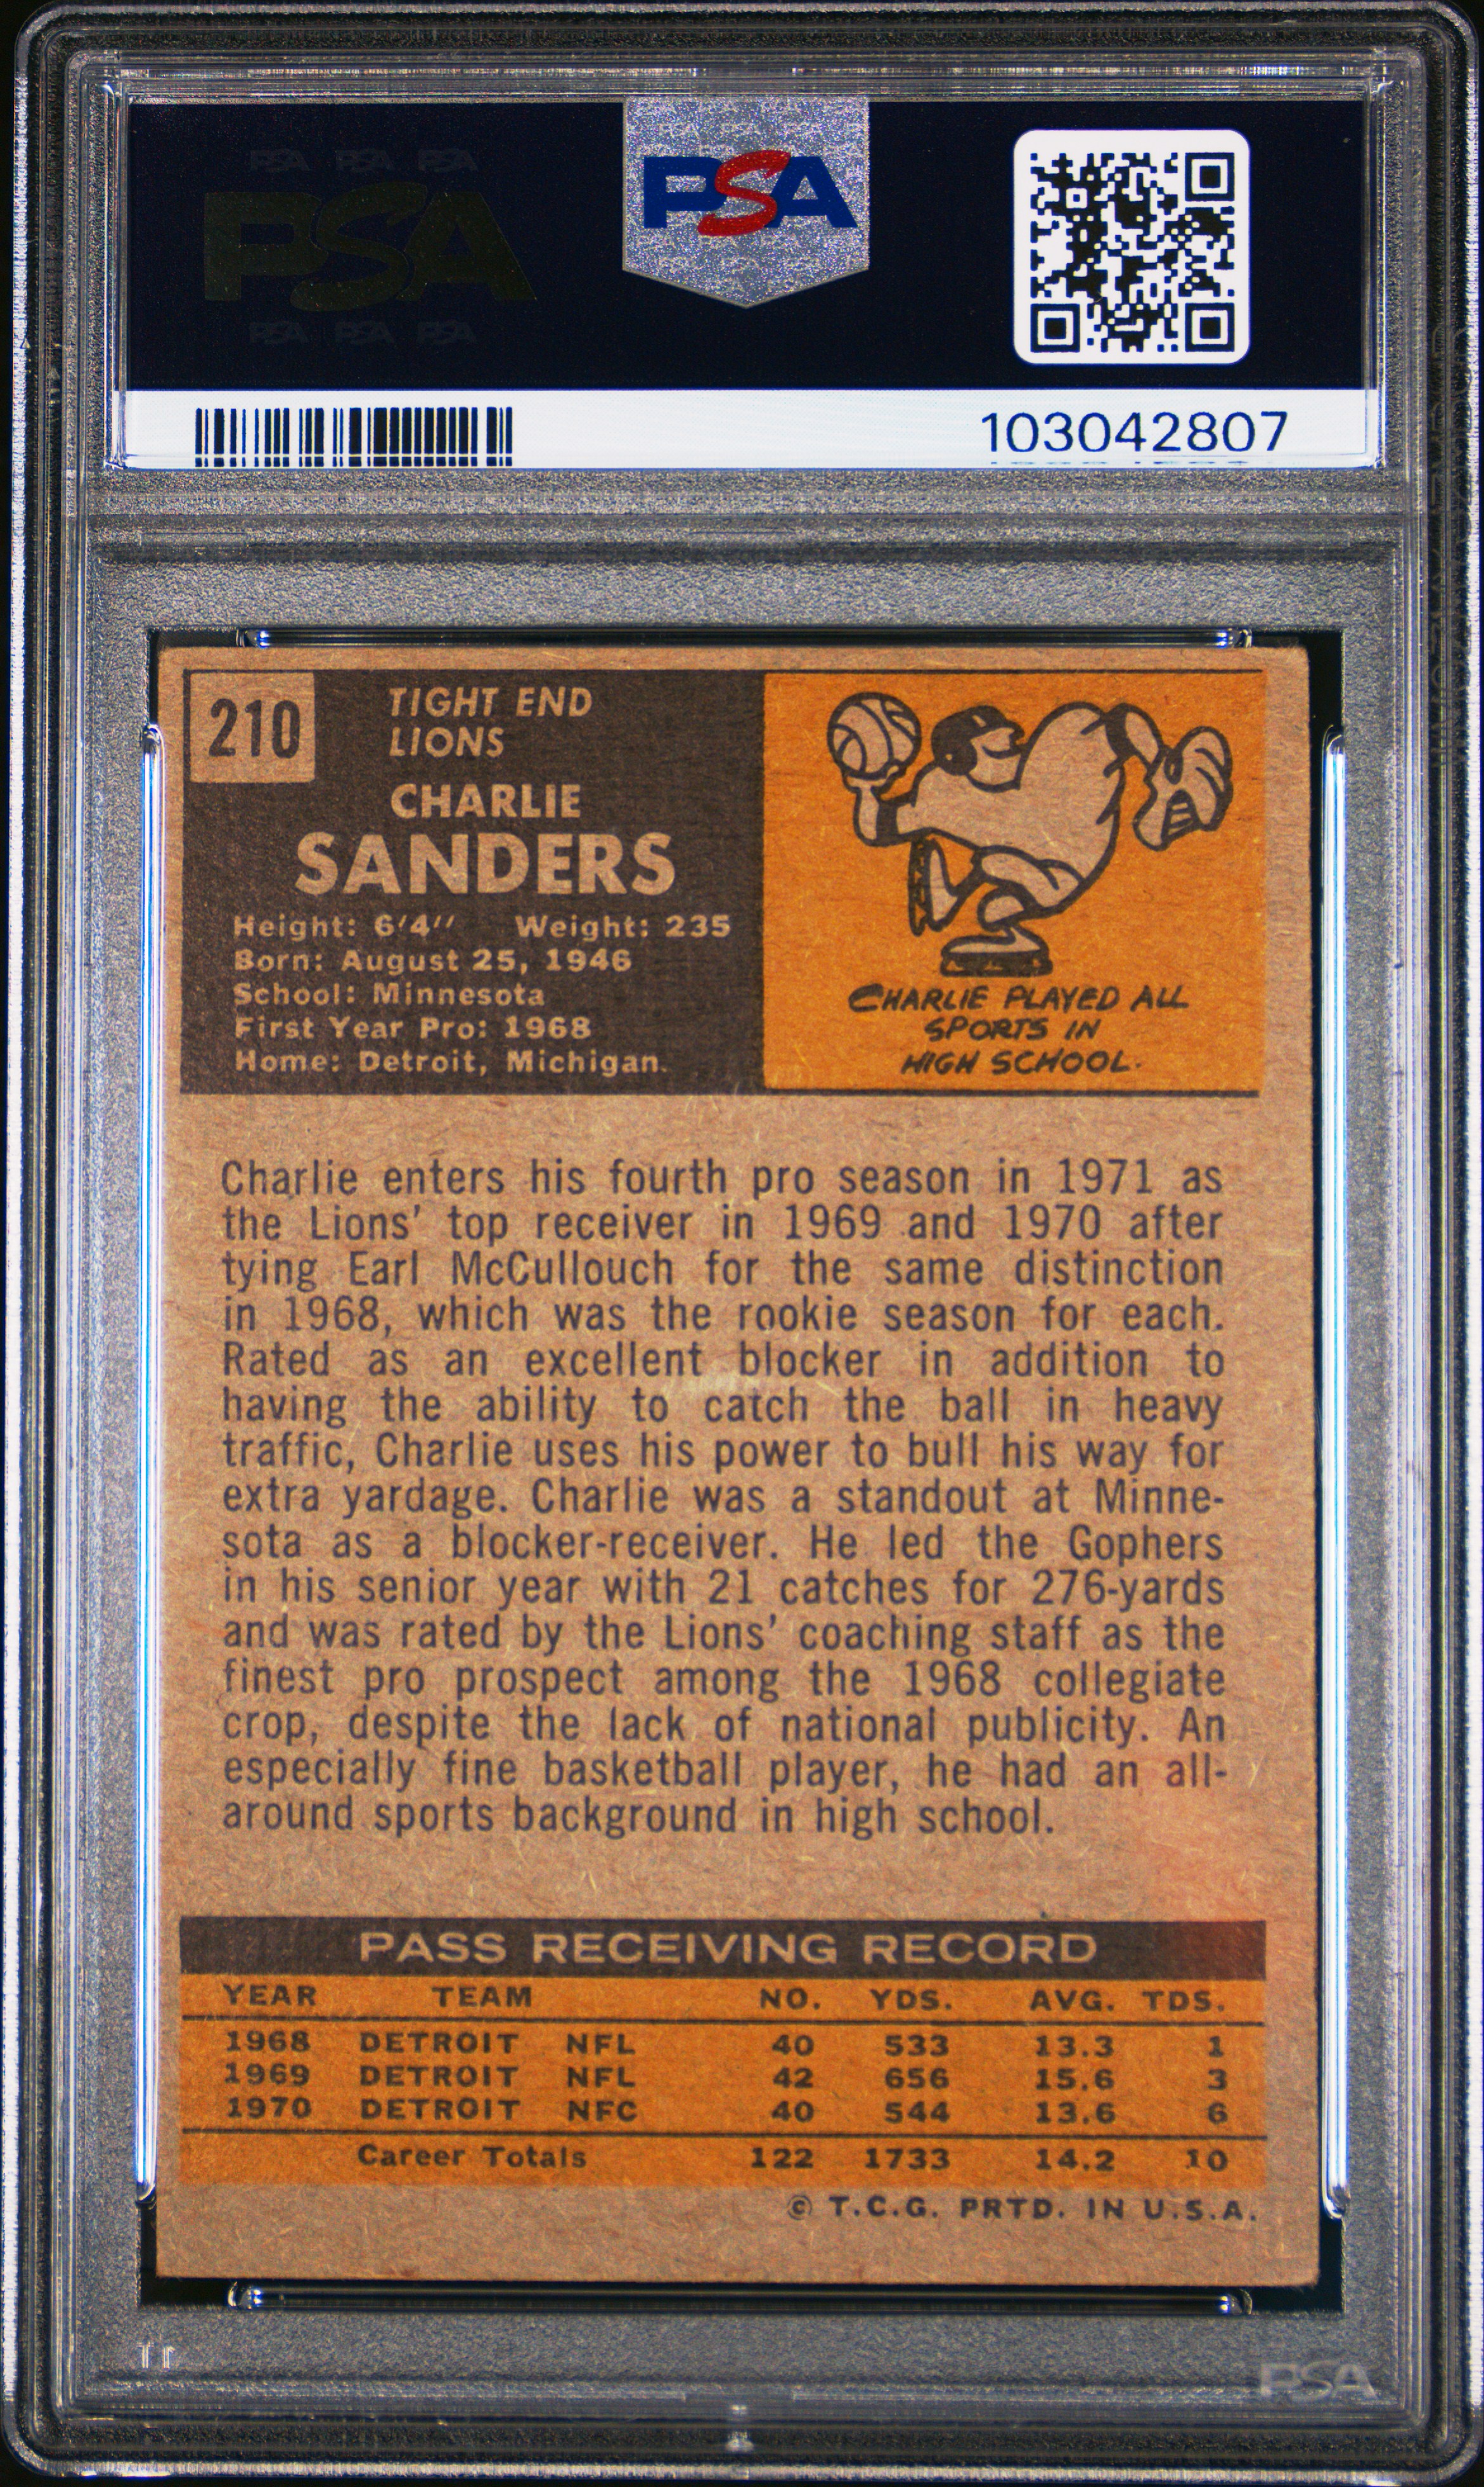 PSA PSA PSA
PSA
PSA PSA PSA
PSA
103042807
210
TIGHT END
LIONS
CHARLIE
SANDERS
Height: 6'4'' Weight: 235
Born: August 25, 1946
School: Minnesota
First Year Pro: 1968
Home: Detroit, Michigan.
CHARLIE PLAYED ALL
SPORTS IN
HIGH SCHOOL.
Charlie enters his fourth pro season in 1971 as
the Lions' top receiver in 1969 and 1970 after
tying Earl McCullouch for the same distinction
in 1968, which was the rookie season for each.
Rated as an excellent blocker in addition to
having the ability to catch the ball in heavy
traffic, Charlie uses his power to bull his way for
extra yardage. Charlie was a standout at Minne-
sota as a blocker-receiver. He led the Gophers
in his senior year with 21 catches for 276-yards
and was rated by the Lions' coaching staff as the
finest pro prospect among the 1968 collegiate
crop, despite the lack of national publicity. An
especially fine basketball player, he had an all-
around sports background in high school.
PASS RECEIVING RECORD
YEAR TEAM NO. YDS. AVG. TDS.
1968 DETROIT NFL 40 533 13.3 1
1969 DETROIT NFL 42 656 15.6 3
1970 DETROIT NFC 40 544 13.6 6
Career Totals 122 1733 14.2 10
© T.C.G. PRTD. IN U.S.A.
PSA